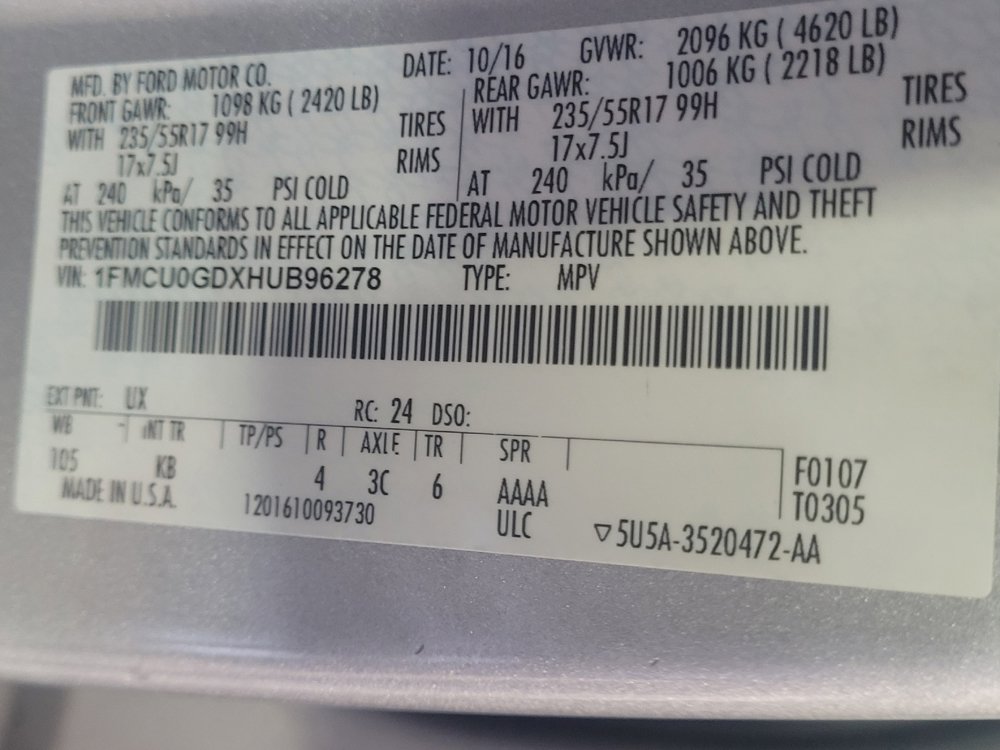 MFD. BY FORD MOTOR CO. DATE: 10/16 GVWR: 2096 KG ( 4620 LB)
FRONT GAWR: 1098 KG ( 2420 LB) REAR GAWR: 1006 KG ( 2218 LB)
WITH 235/55R17 99H TIRES WITH 235/55R17 99H TIRES
17x7.5J RIMS 17x7.5J RIMS
AT 240 kPa/ 35 PSI COLD AT 240 kPa/ 35 PSI COLD
THIS VEHICLE CONFORMS TO ALL APPLICABLE FEDERAL MOTOR VEHICLE SAFETY AND THEFT
PREVENTION STANDARDS IN EFFECT ON THE DATE OF MANUFACTURE SHOWN ABOVE.
VIN: 1FMCU0GDXHUB96278 TYPE: MPV
EXT PNT: UX RC: 24 DSO:
WB INT TR TP/PS R AXLE TR SPR
105 KB 4 3C 6 AAAA F0107
MADE IN U.S.A. 1201610093730 ULC T0305
▽5U5A-3520472-AA